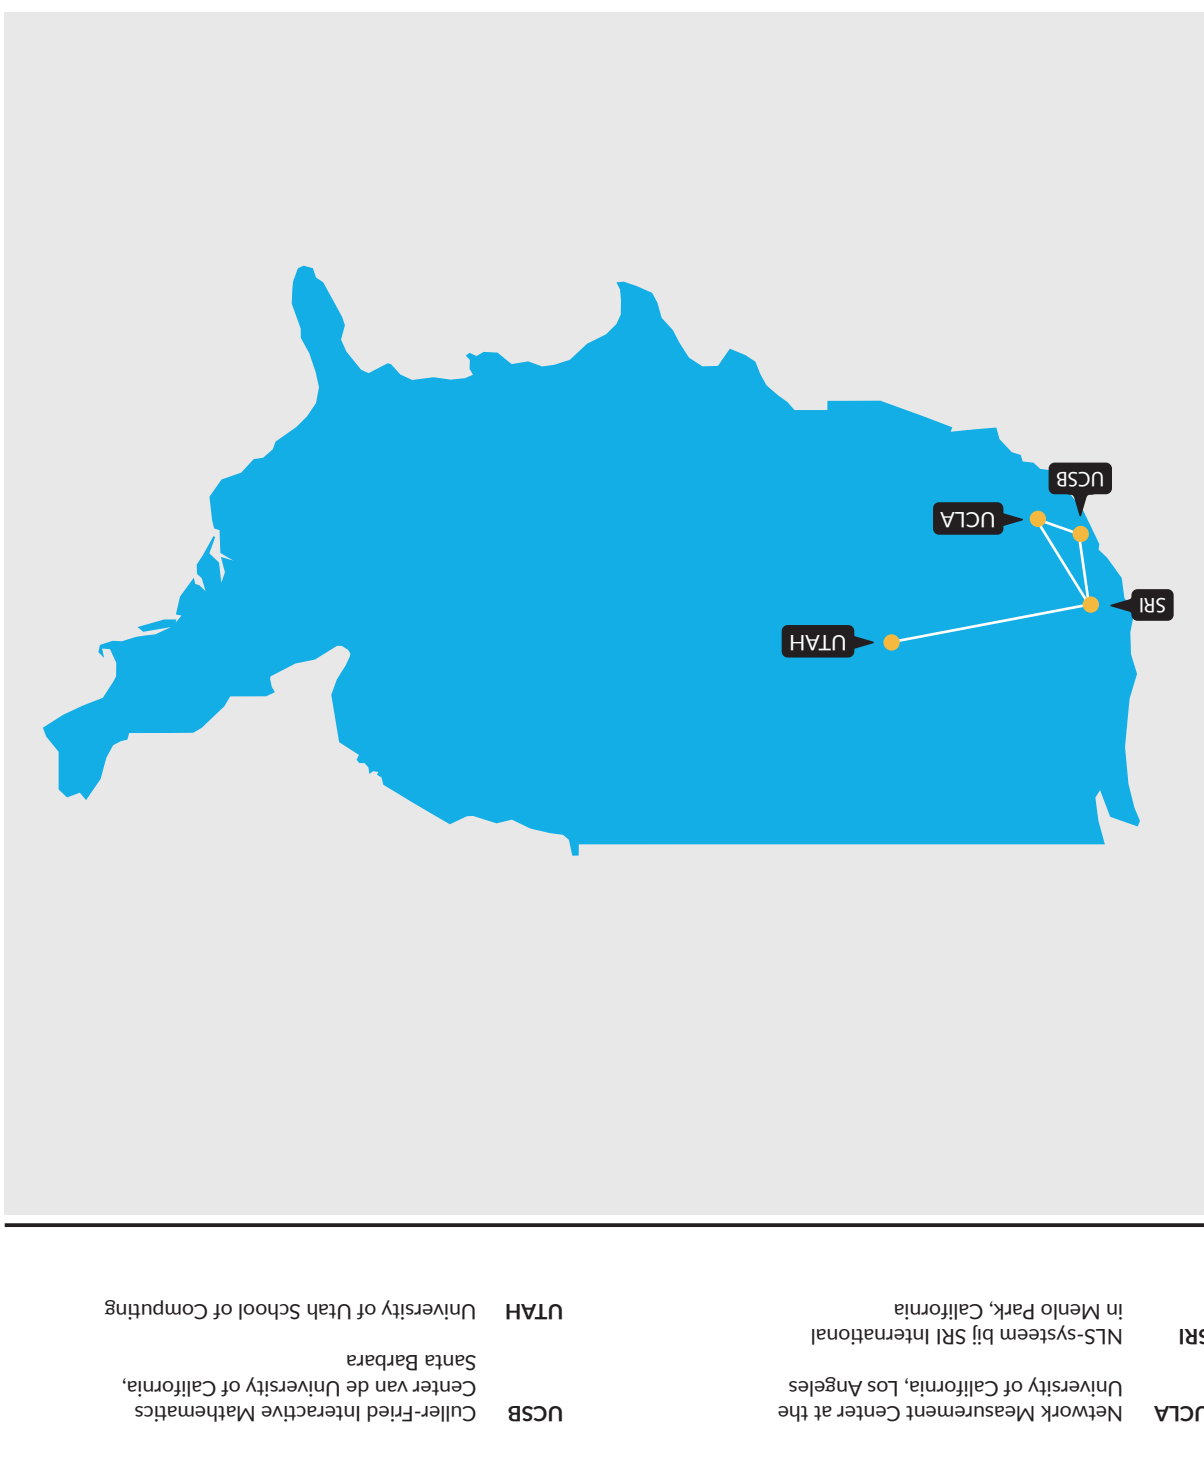 UCLA Network Measurement Center at the
University of California, Los Angeles
SRI NLS-systeem bij SRI International
in Menlo Park, California
UCSB Culler-Fried Interactive Mathematics
Center van de University of California,
Santa Barbara
UTAH University of Utah School of Computing
UTAH
SRI
UCLA
UCSB